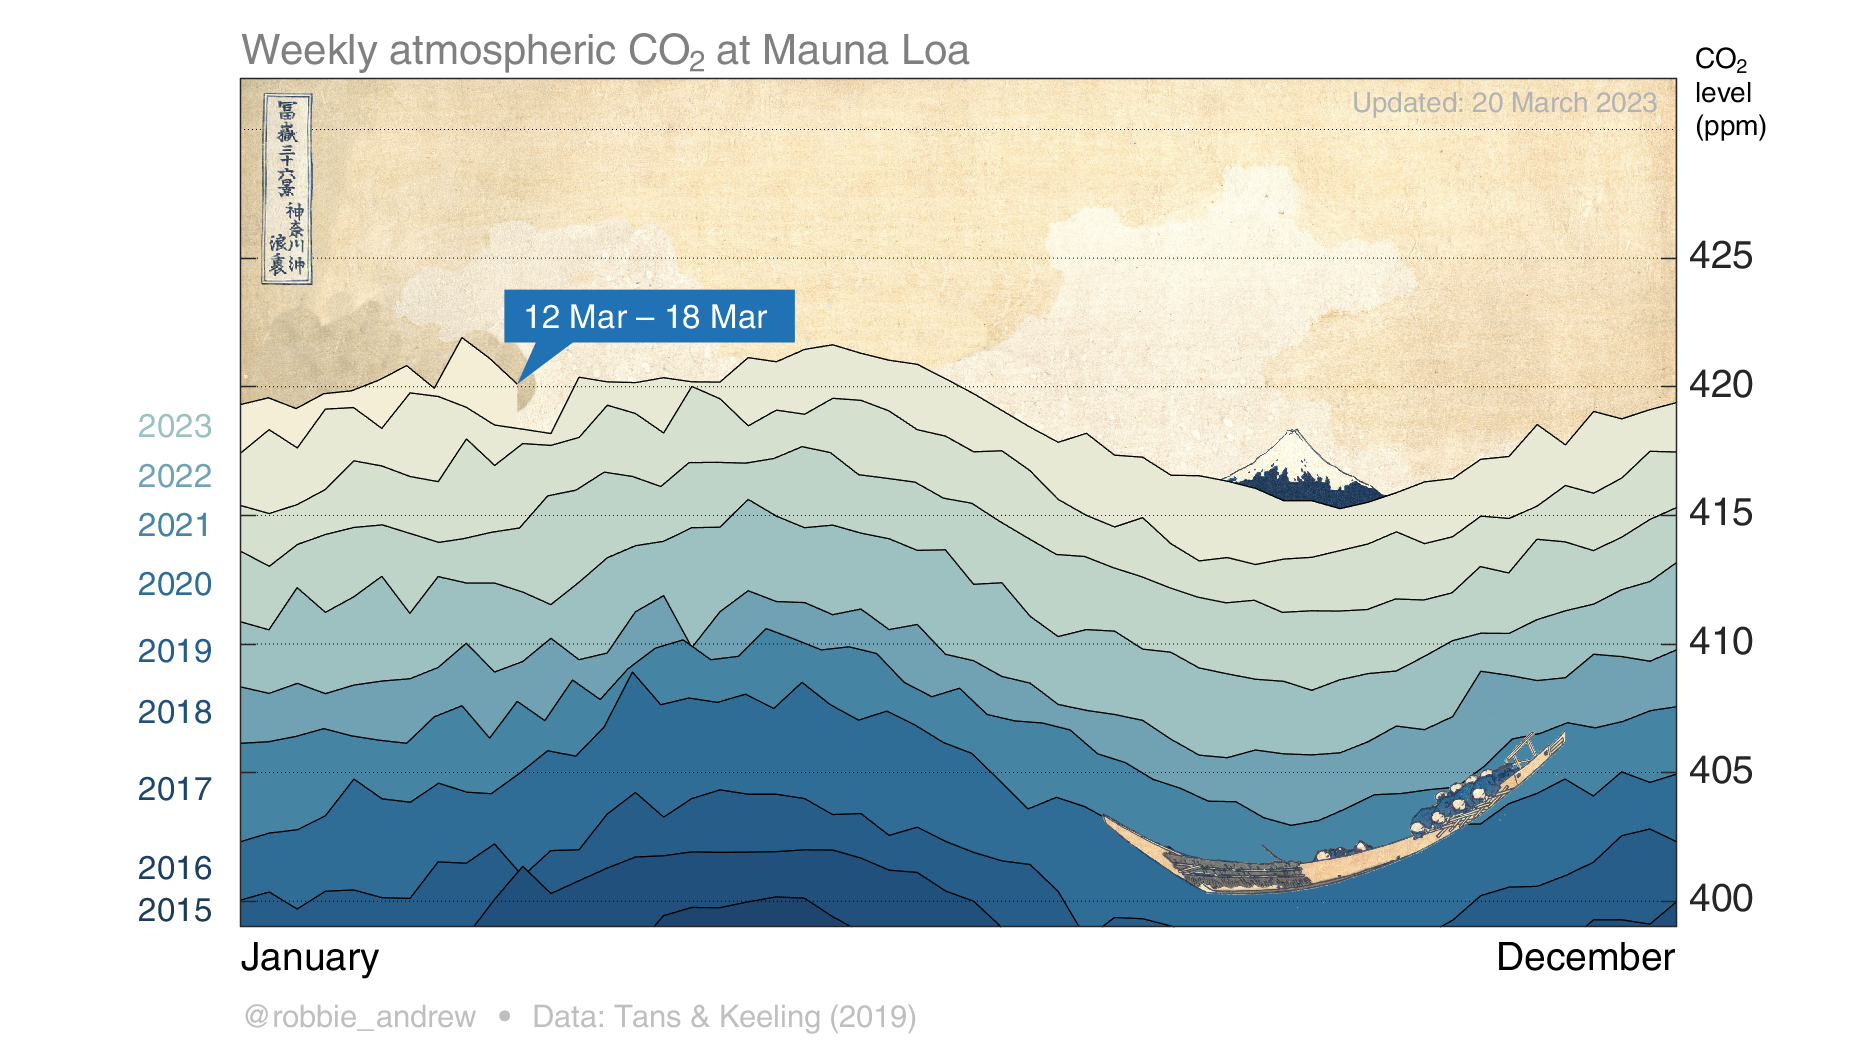 Weekly atmospheric CO₂ at Mauna Loa
CO₂
level
(ppm)
Updated: 20 March 2023
冨嶽三十六景
神奈川沖
浪裏
12 Mar – 18 Mar
425
420
415
410
405
400
2023
2022
2021
2020
2019
2018
2017
2016
2015
January
December
@robbie_andrew • Data: Tans & Keeling (2019)